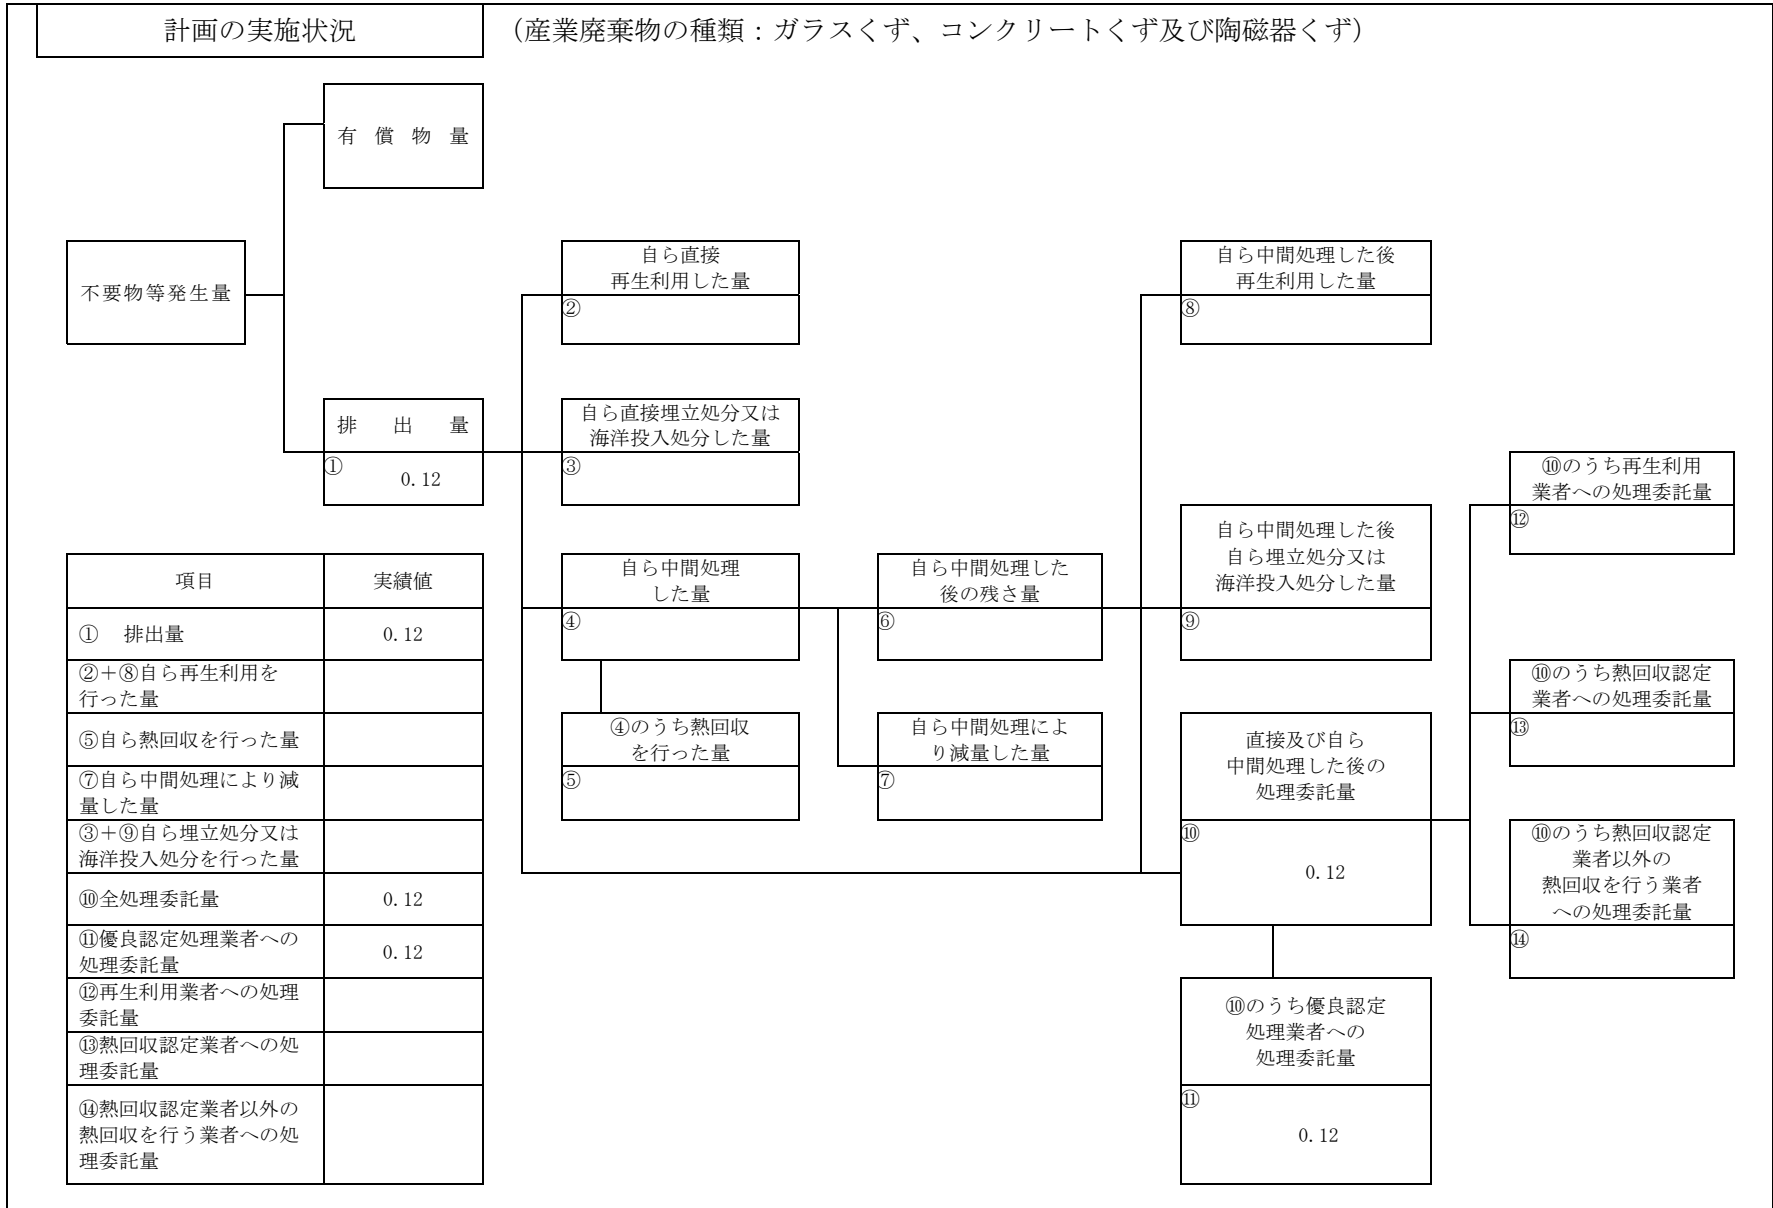 計画の実施状況
（産業廃棄物の種類：ガラスくず、コンクリートくず及び陶磁器くず）
有償物量
不要物等発生量
自ら直接
再生利用した量
②
自ら中間処理した後
再生利用した量
⑧
排出量
①
0.12
自ら直接埋立処分又は
海洋投入処分した量
③
⑩のうち再生利用
業者への処理委託量
⑫
自ら中間処理した後
自ら埋立処分又は
海洋投入処分した量
⑨
自ら中間処理
した量
④
自ら中間処理した
後の残さ量
⑥
⑩のうち熱回収認定
業者への処理委託量
⑬
④のうち熱回収
を行った量
⑤
自ら中間処理によ
り減量した量
⑦
直接及び自ら
中間処理した後の
処理委託量
⑩
0.12
⑩のうち熱回収認定
業者以外の
熱回収を行う業者
への処理委託量
⑭
⑩のうち優良認定
処理業者への
処理委託量
⑪
0.12
項目 実績値
① 排出量 0.12
②＋⑧自ら再生利用を
行った量
⑤自ら熱回収を行った量
⑦自ら中間処理により減
量した量
③＋⑨自ら埋立処分又は
海洋投入処分を行った量
⑩全処理委託量 0.12
⑪優良認定処理業者への
処理委託量 0.12
⑫再生利用業者への処理
委託量
⑬熱回収認定業者への処
理委託量
⑭熱回収認定業者以外の
熱回収を行う業者への処
理委託量